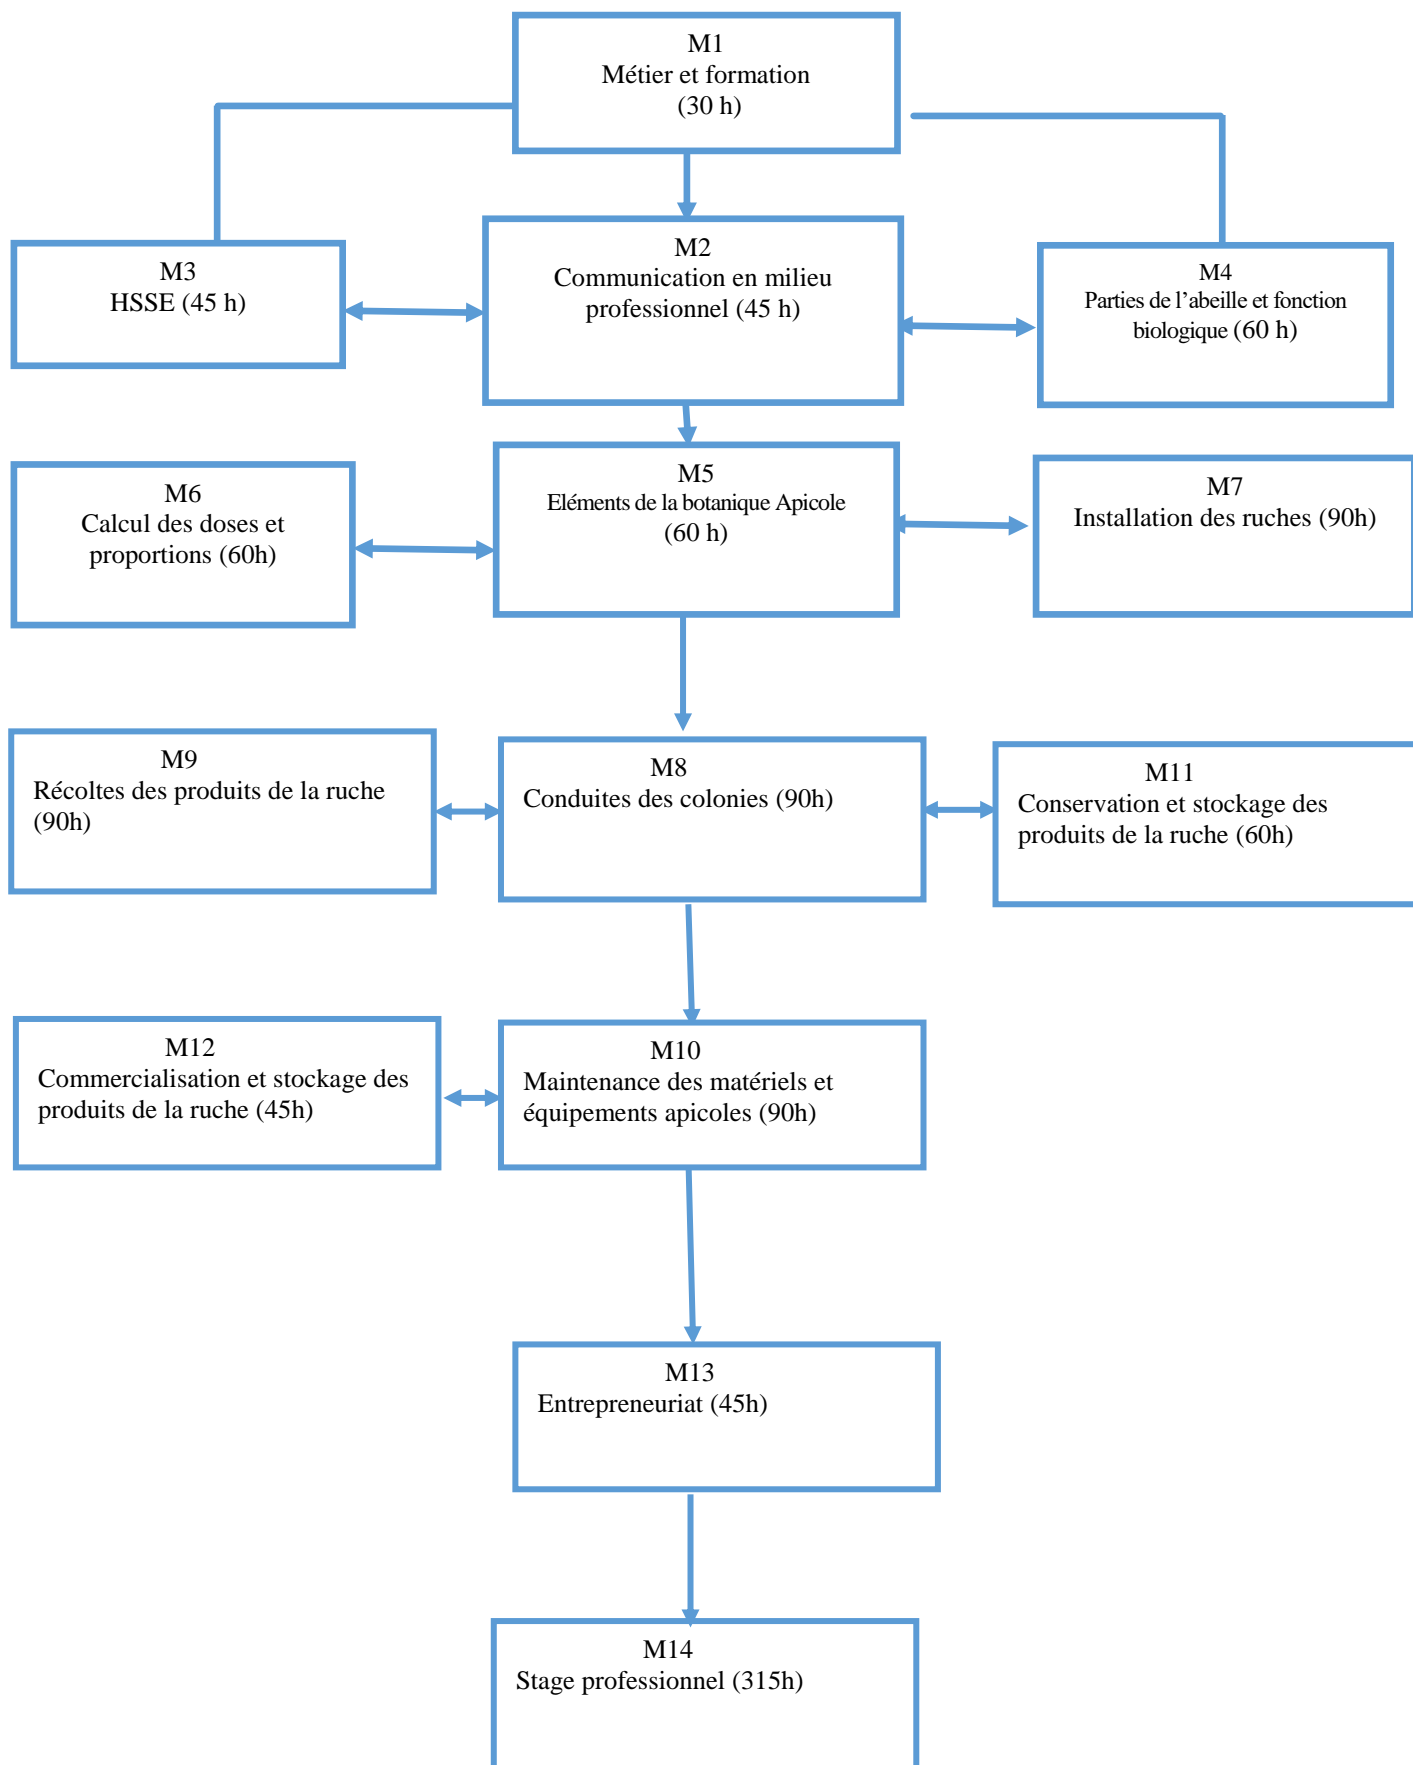 M1
Métier et formation
(30 h)
M3
HSSE (45 h)
M2
Communication en milieu
professionnel (45 h)
M4
Parties de l’abeille et fonction
biologique (60 h)
M6
Calcul des doses et
proportions (60h)
M5
Eléments de la botanique Apicole
(60 h)
M7
Installation des ruches (90h)
M9
Récoltes des produits de la ruche
(90h)
M8
Conduites des colonies (90h)
M11
Conservation et stockage des
produits de la ruche (60h)
M12
Commercialisation et stockage des
produits de la ruche (45h)
M10
Maintenance des matériels et
équipements apicoles (90h)
M13
Entrepreneuriat (45h)
M14
Stage professionnel (315h)